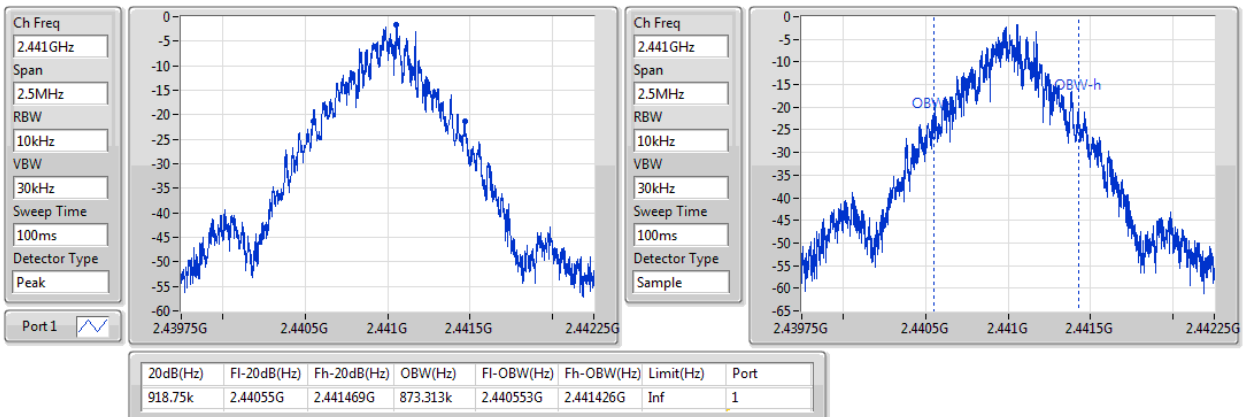 Ch Freq
2.441GHz
Span
2.5MHz
RBW
10kHz
VBW
30kHz
Sweep Time
100ms
Detector Type
Peak
Port 1
0
-5
-10
-15
-20
-25
-30
-35
-40
-45
-50
-55
-60
2.43975G 2.4405G 2.441G 2.4415G 2.44225G
Ch Freq
2.441GHz
Span
2.5MHz
RBW
10kHz
VBW
30kHz
Sweep Time
100ms
Detector Type
Sample
0
-5
-10
-15
-20
-25
-30
-35
-40
-45
-50
-55
-60
-65
OBW-h
2.43975G 2.4405G 2.441G 2.4415G 2.44225G
20dB(Hz) Fl-20dB(Hz) Fh-20dB(Hz) OBW(Hz) Fl-OBW(Hz) Fh-OBW(Hz) Limit(Hz) Port
918.75k 2.44055G 2.441469G 873.313k 2.440553G 2.441426G Inf 1